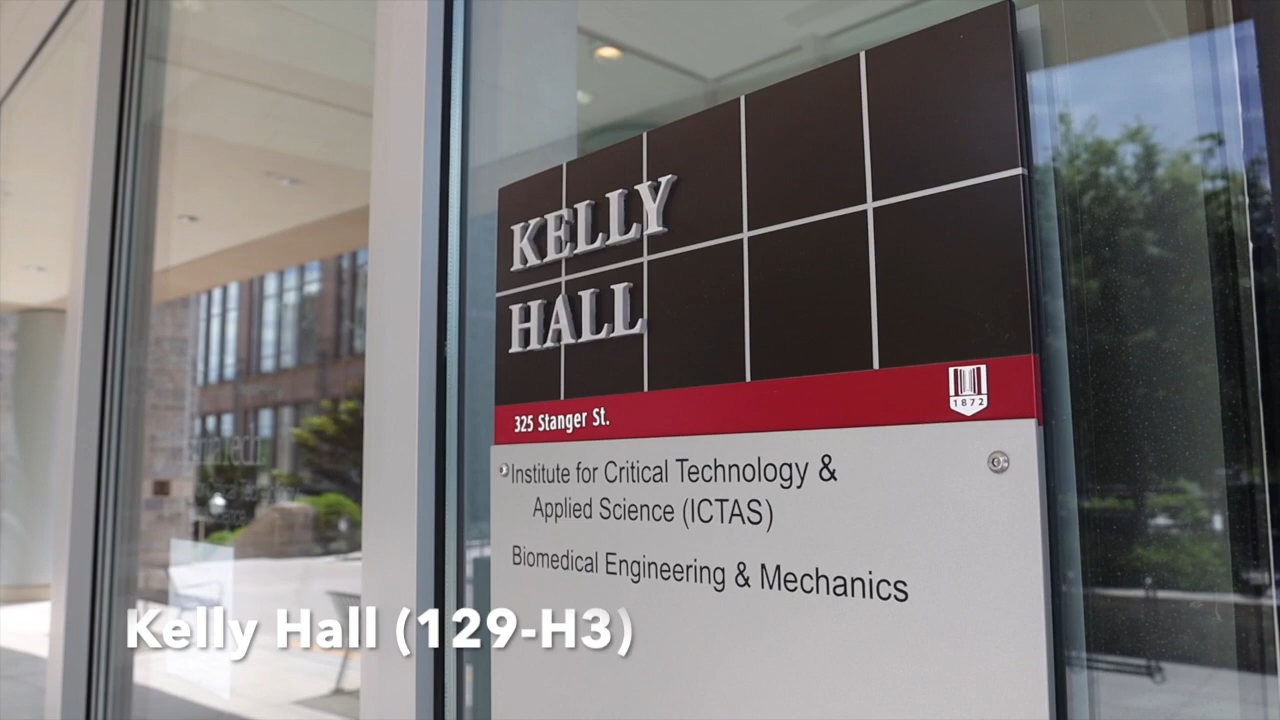 KELLY
HALL
325 Stanger St.
1872
Institute for Critical Technology &
Applied Science (ICTAS)
Biomedical Engineering & Mechanics
Kelly Hall (129-H3)